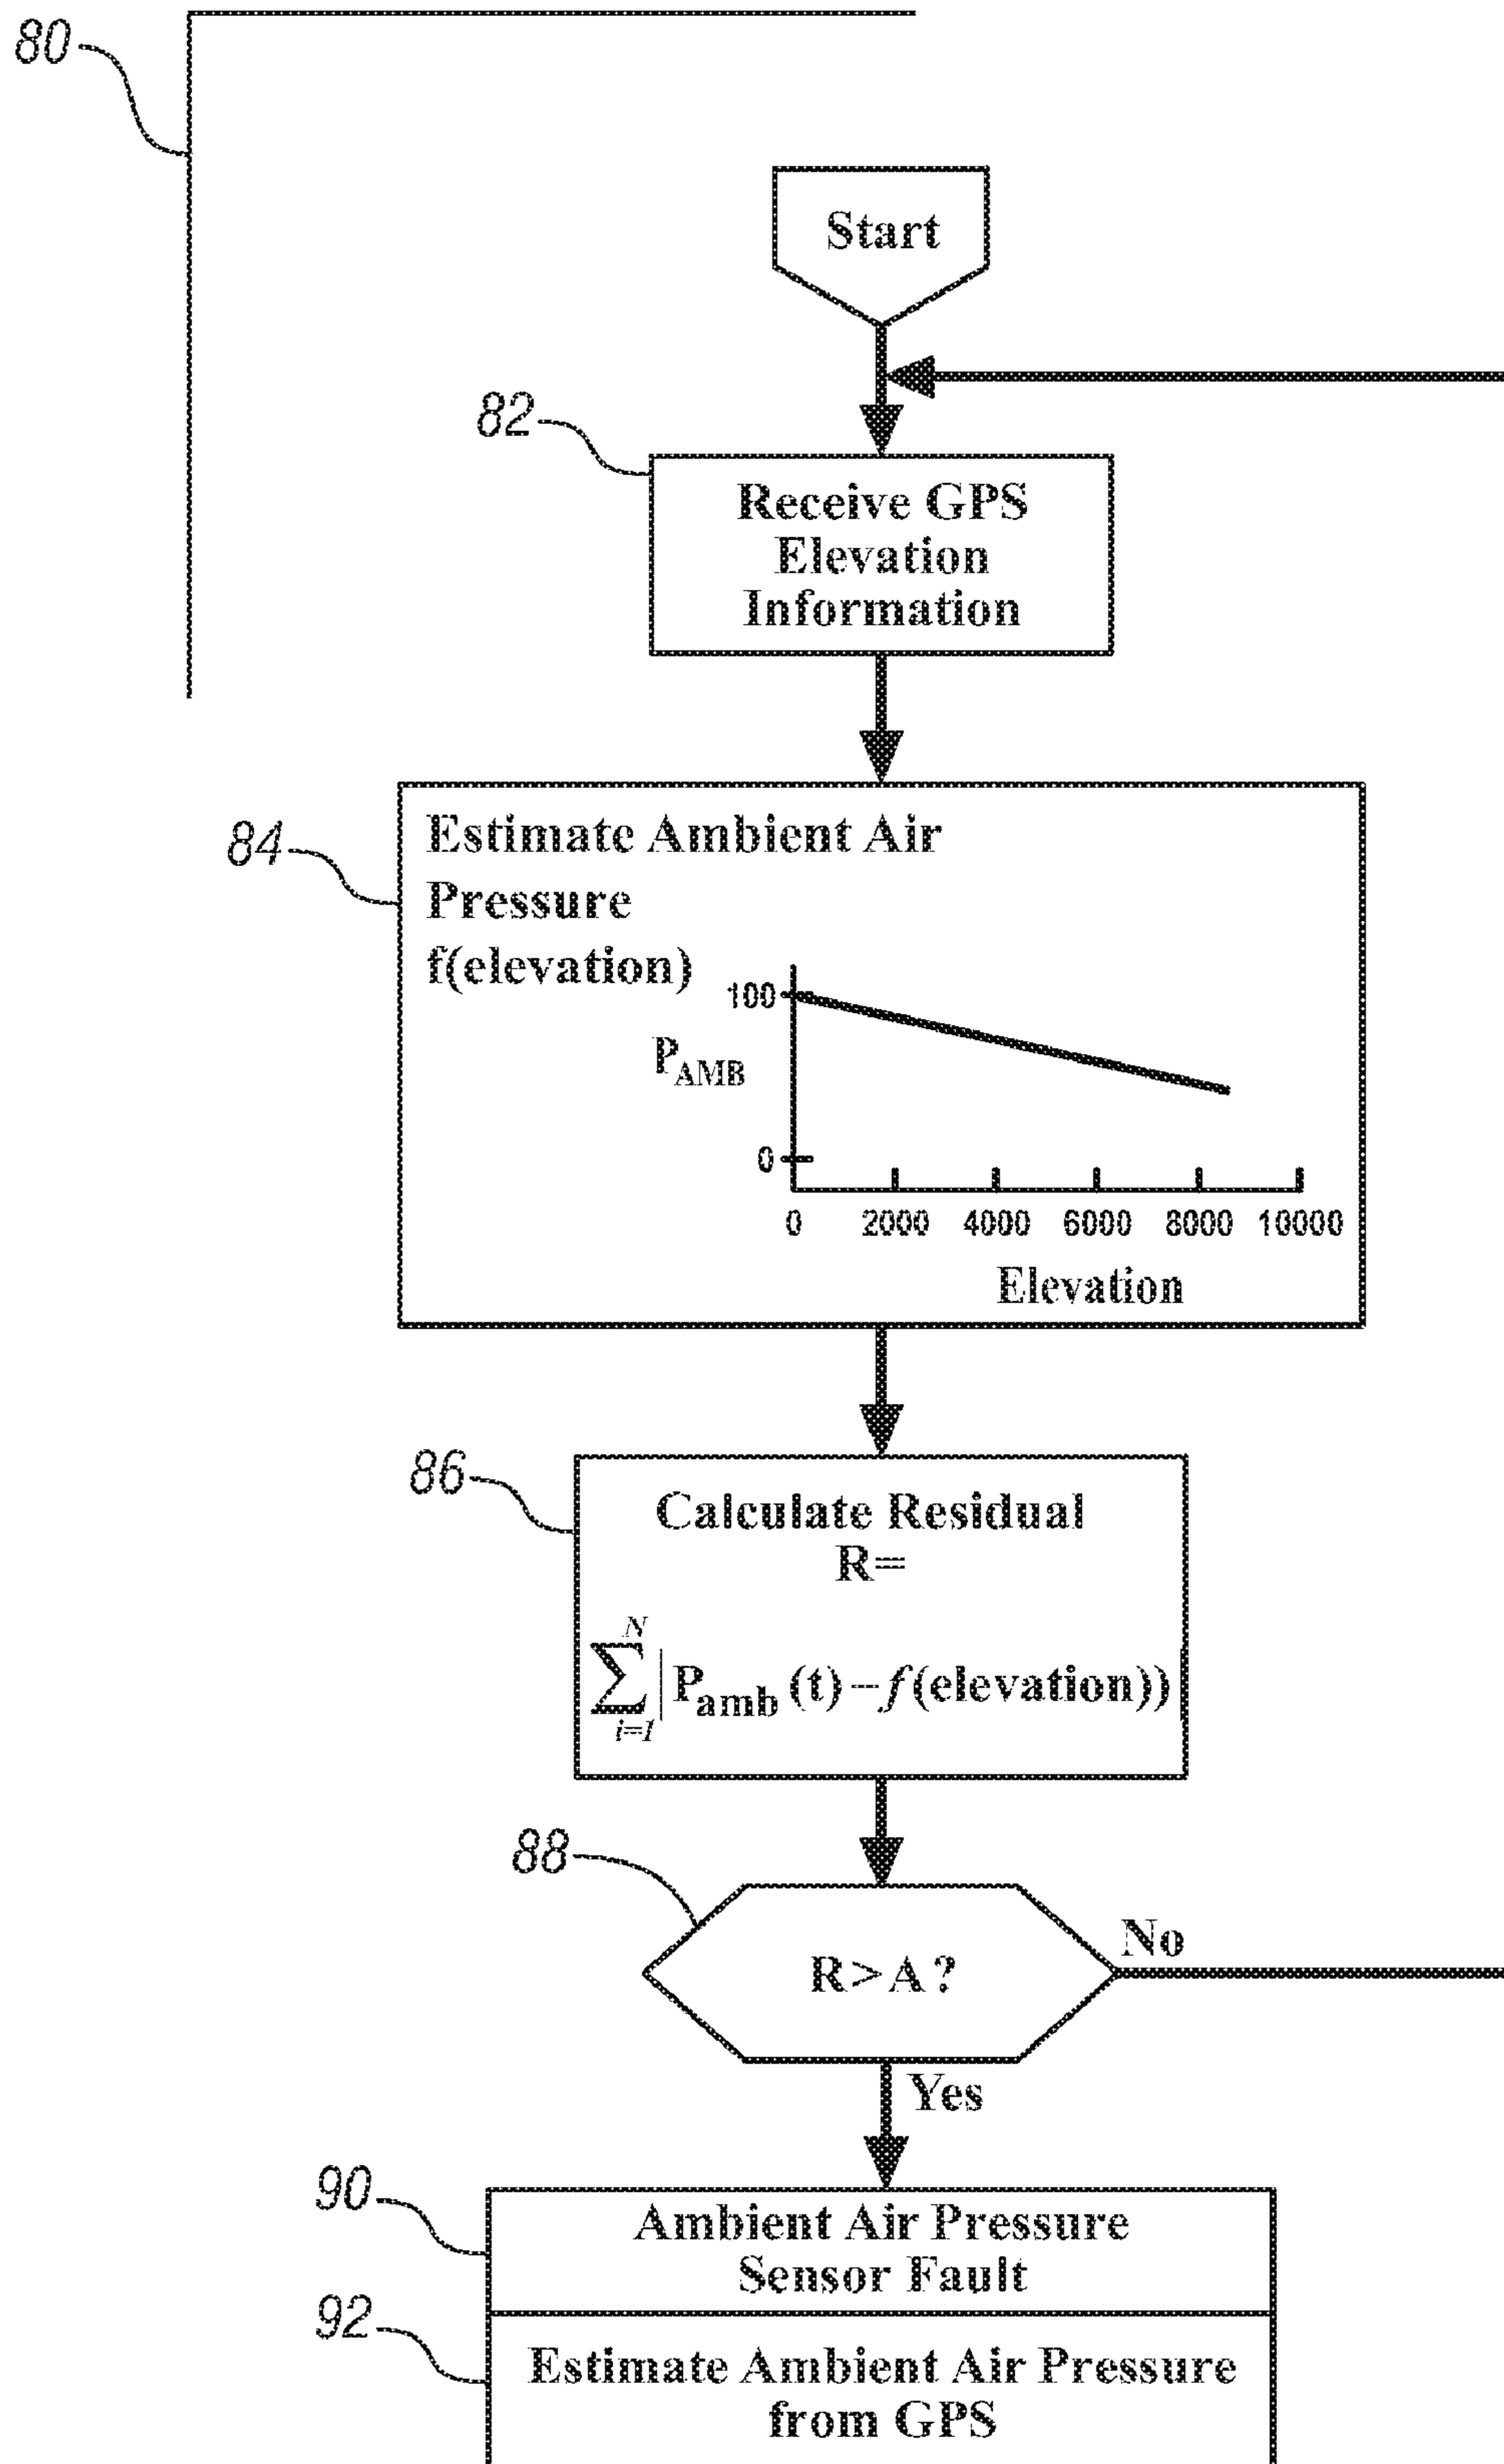 80
Start
82
Receive GPS
Elevation
Information
84
Estimate Ambient Air
Pressure
f(elevation)
100
P_AMB
0
0 2000 4000 6000 8000 10000
Elevation
86
Calculate Residual
R=
N
∑|P_amb (t)–f(elevation))|
i=1
88
R>A?
No
Yes
90
Ambient Air Pressure
Sensor Fault
92
Estimate Ambient Air Pressure
from GPS